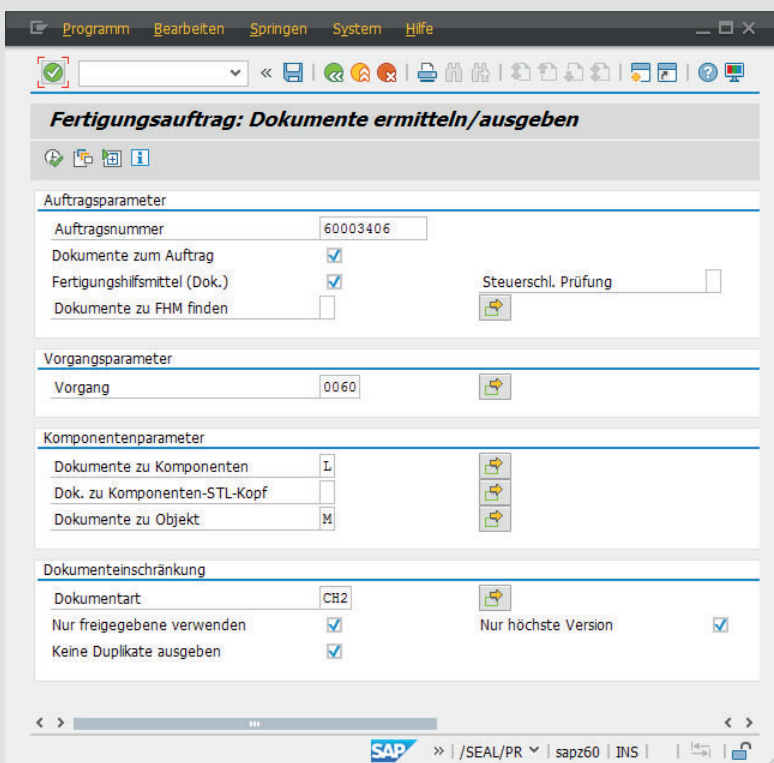 Programm Bearbeiten Springen System Hilfe
Fertigungsauftrag: Dokumente ermitteln/ausgeben
Auftragsparameter
Auftragsnummer 60003406
Dokumente zum Auftrag
Fertigungshilfsmittel (Dok.) Steuerschl. Prüfung
Dokumente zu FHM finden
Vorgangsparameter
Vorgang 0060
Komponentenparameter
Dokumente zu Komponenten L
Dok. zu Komponenten-STL-Kopf
Dokumente zu Objekt M
Dokumenteinschränkung
Dokumentart CH2
Nur freigegebene verwenden Nur höchste Version
Keine Duplikate ausgeben
SAP » | /SEAL/PR | sapz60 | INS |